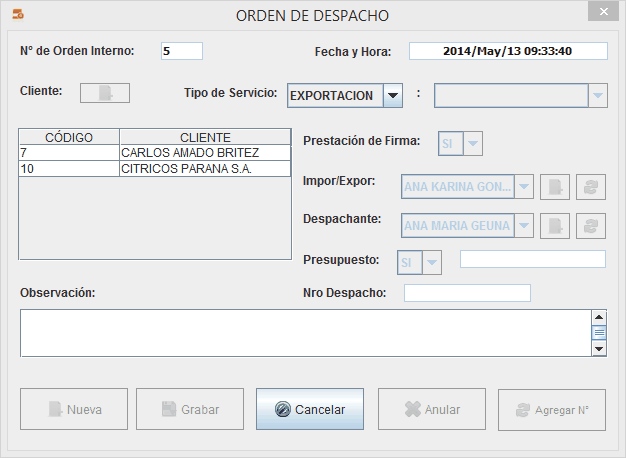 ORDEN DE DESPACHO
N° de Orden Interno: 5 Fecha y Hora: 2014/May/13 09:33:40
Cliente: Tipo de Servicio: EXPORTACION :
CÓDIGO CLIENTE
7 CARLOS AMADO BRITEZ
10 CITRICOS PARANA S.A.
Prestación de Firma: SI
Impor/Expor: ANA KARINA GON...
Despachante: ANA MARIA GEUNA
Presupuesto: SI
Observación: Nro Despacho:
Nueva Grabar Cancelar Anular Agregar N°